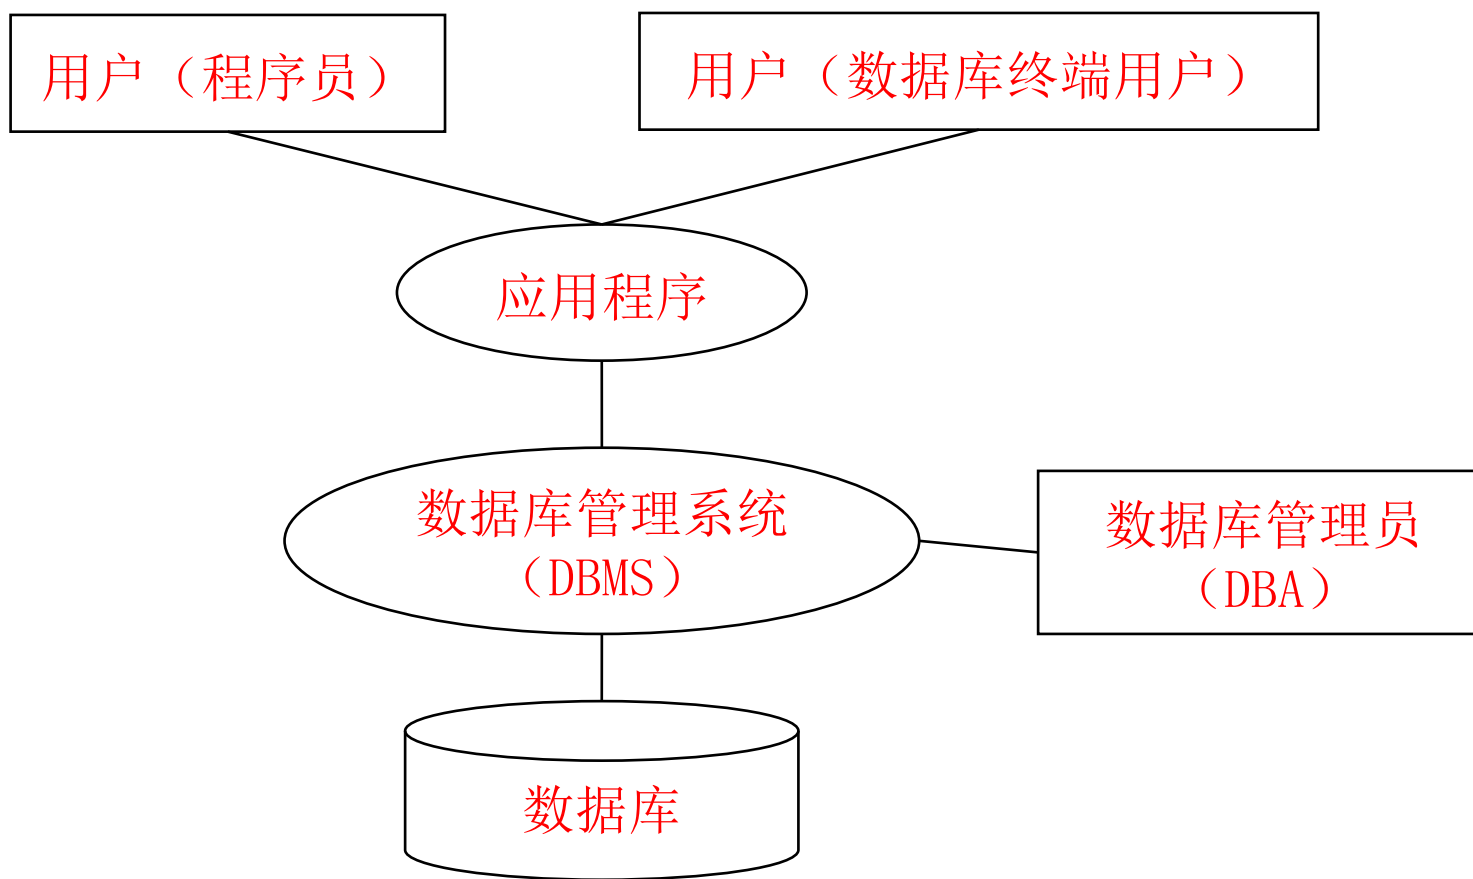 用户（程序员）
用户（数据库终端用户）
应用程序
数据库管理系统
（DBMS）
数据库管理员
（DBA）
数据库